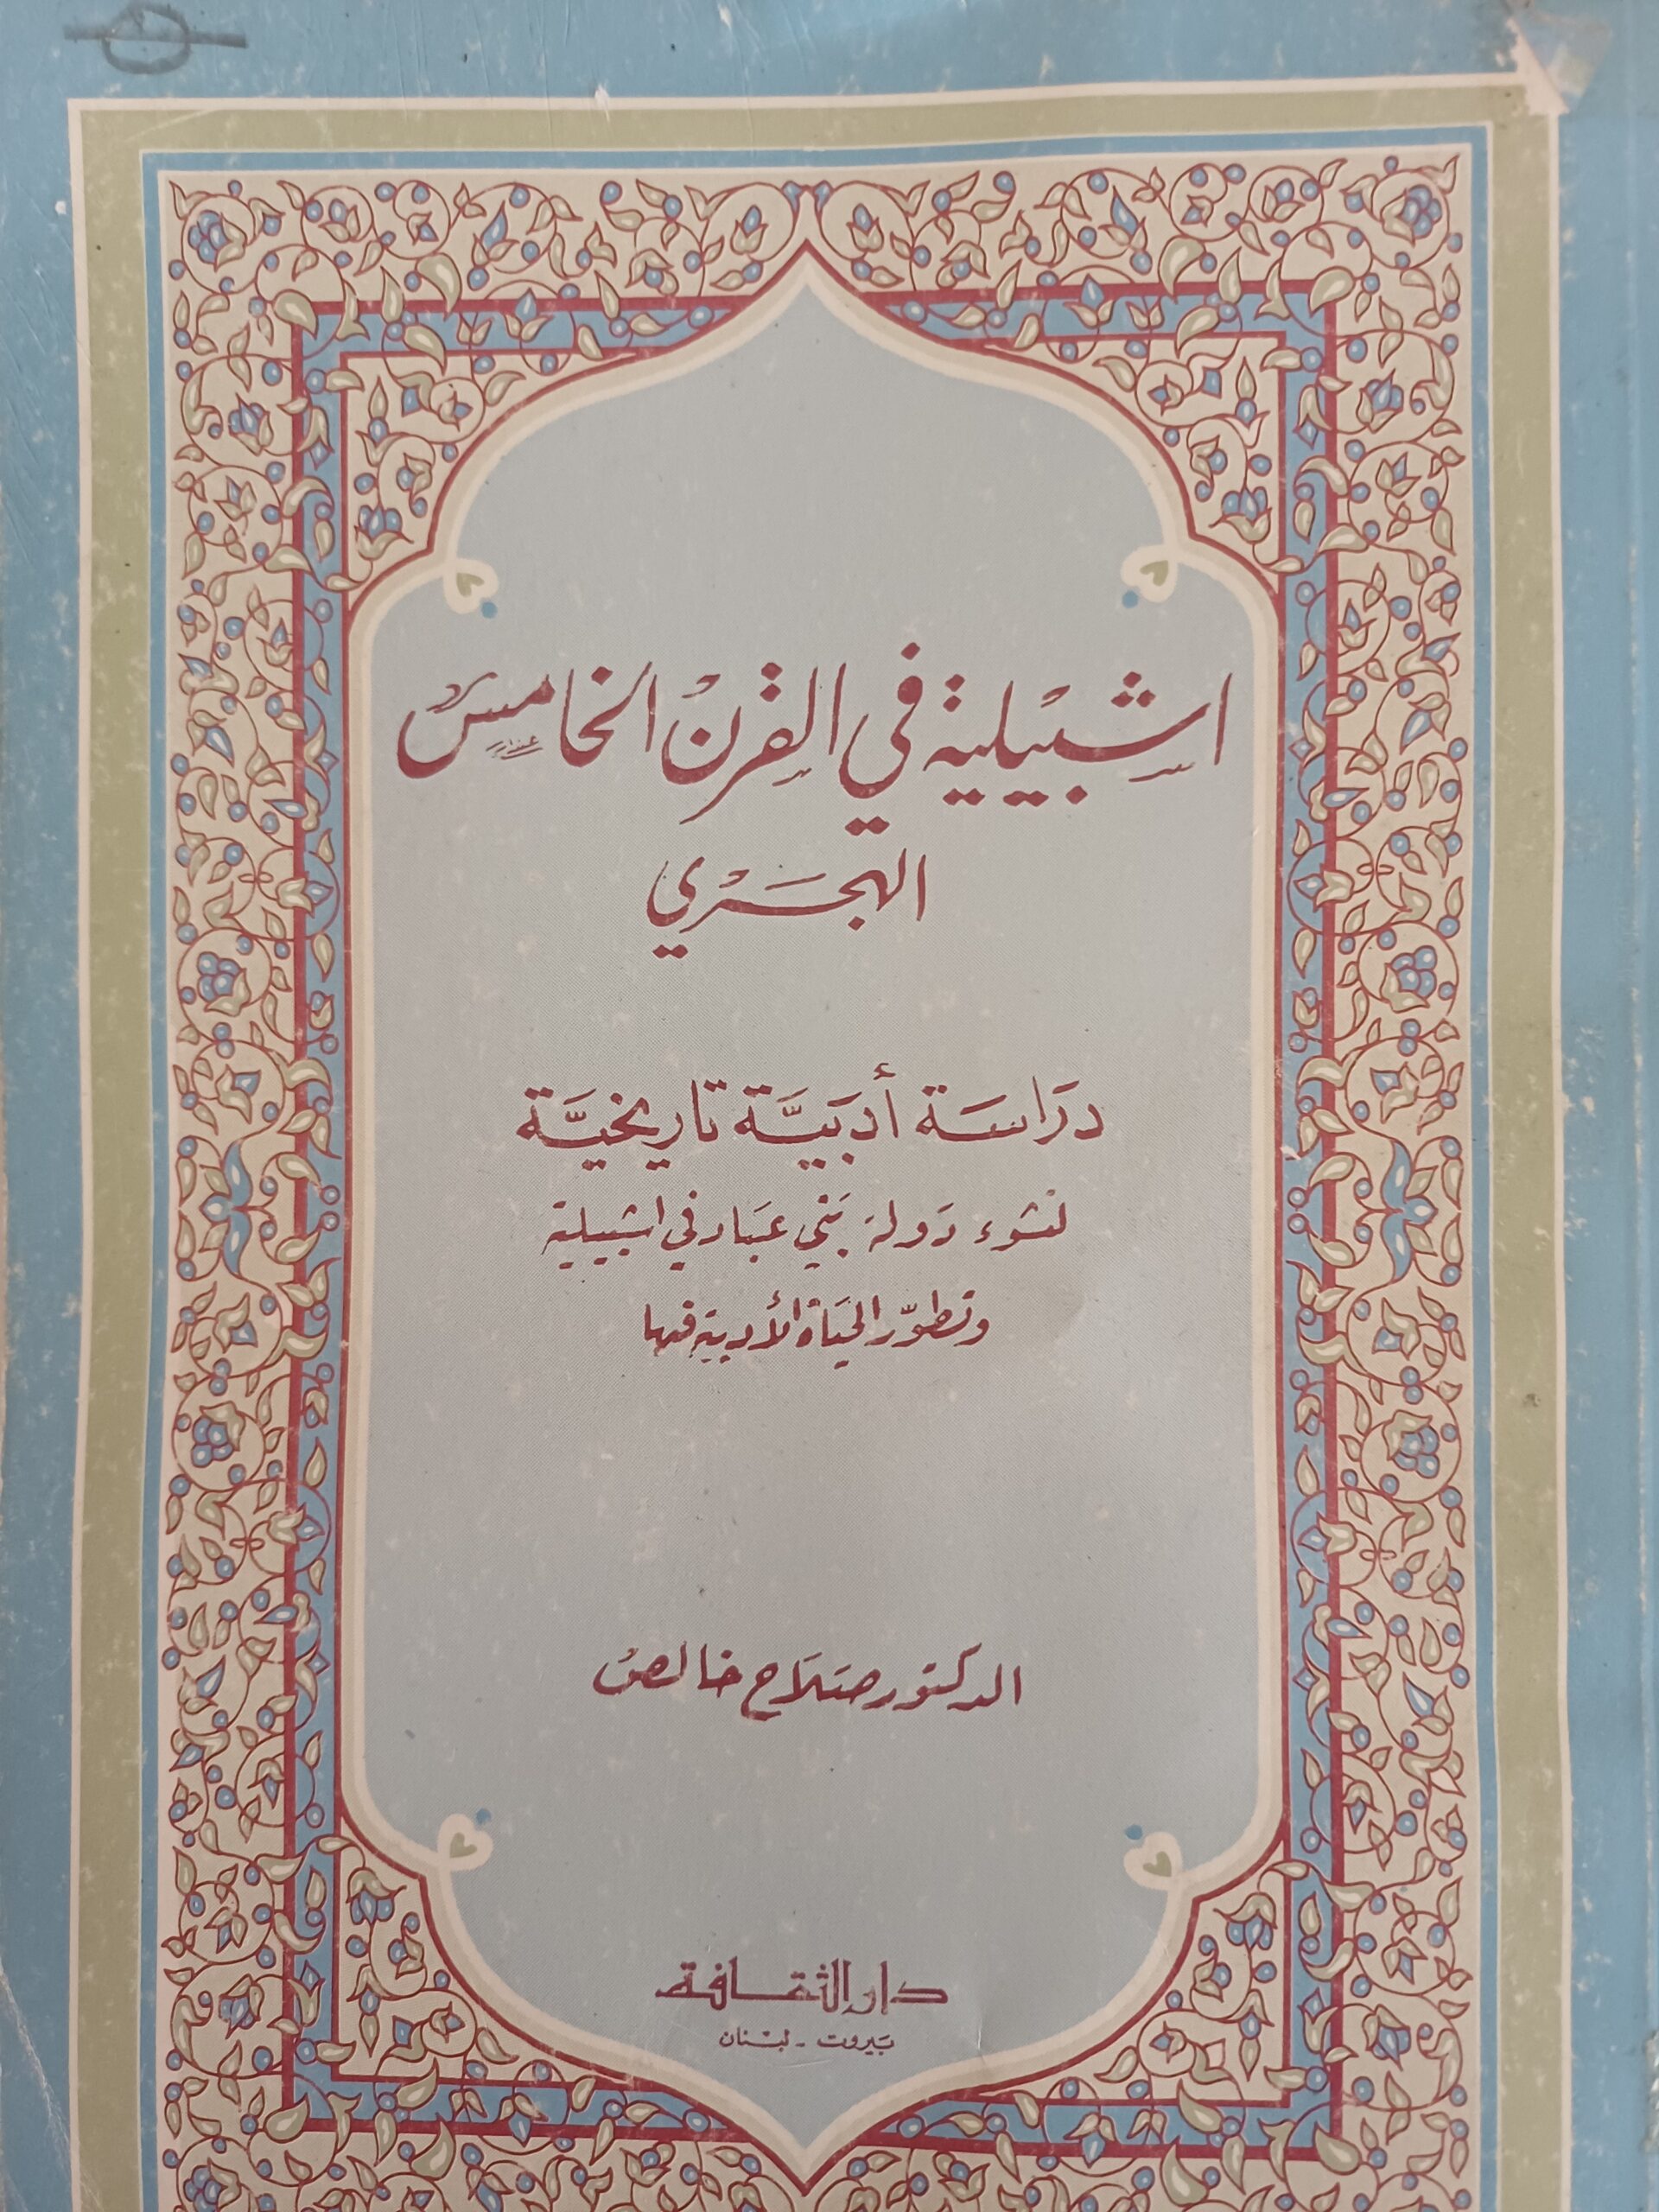 اشبيلية في القرن الخامس
الهجري
دراسة أدبية تاريخية
لنشوء دولة بني عباد في اشبيلية
وتطور الحياة الأدبية فيها
الدكتور صلاح خالص
دار الثقافة
بيروت - لبنان